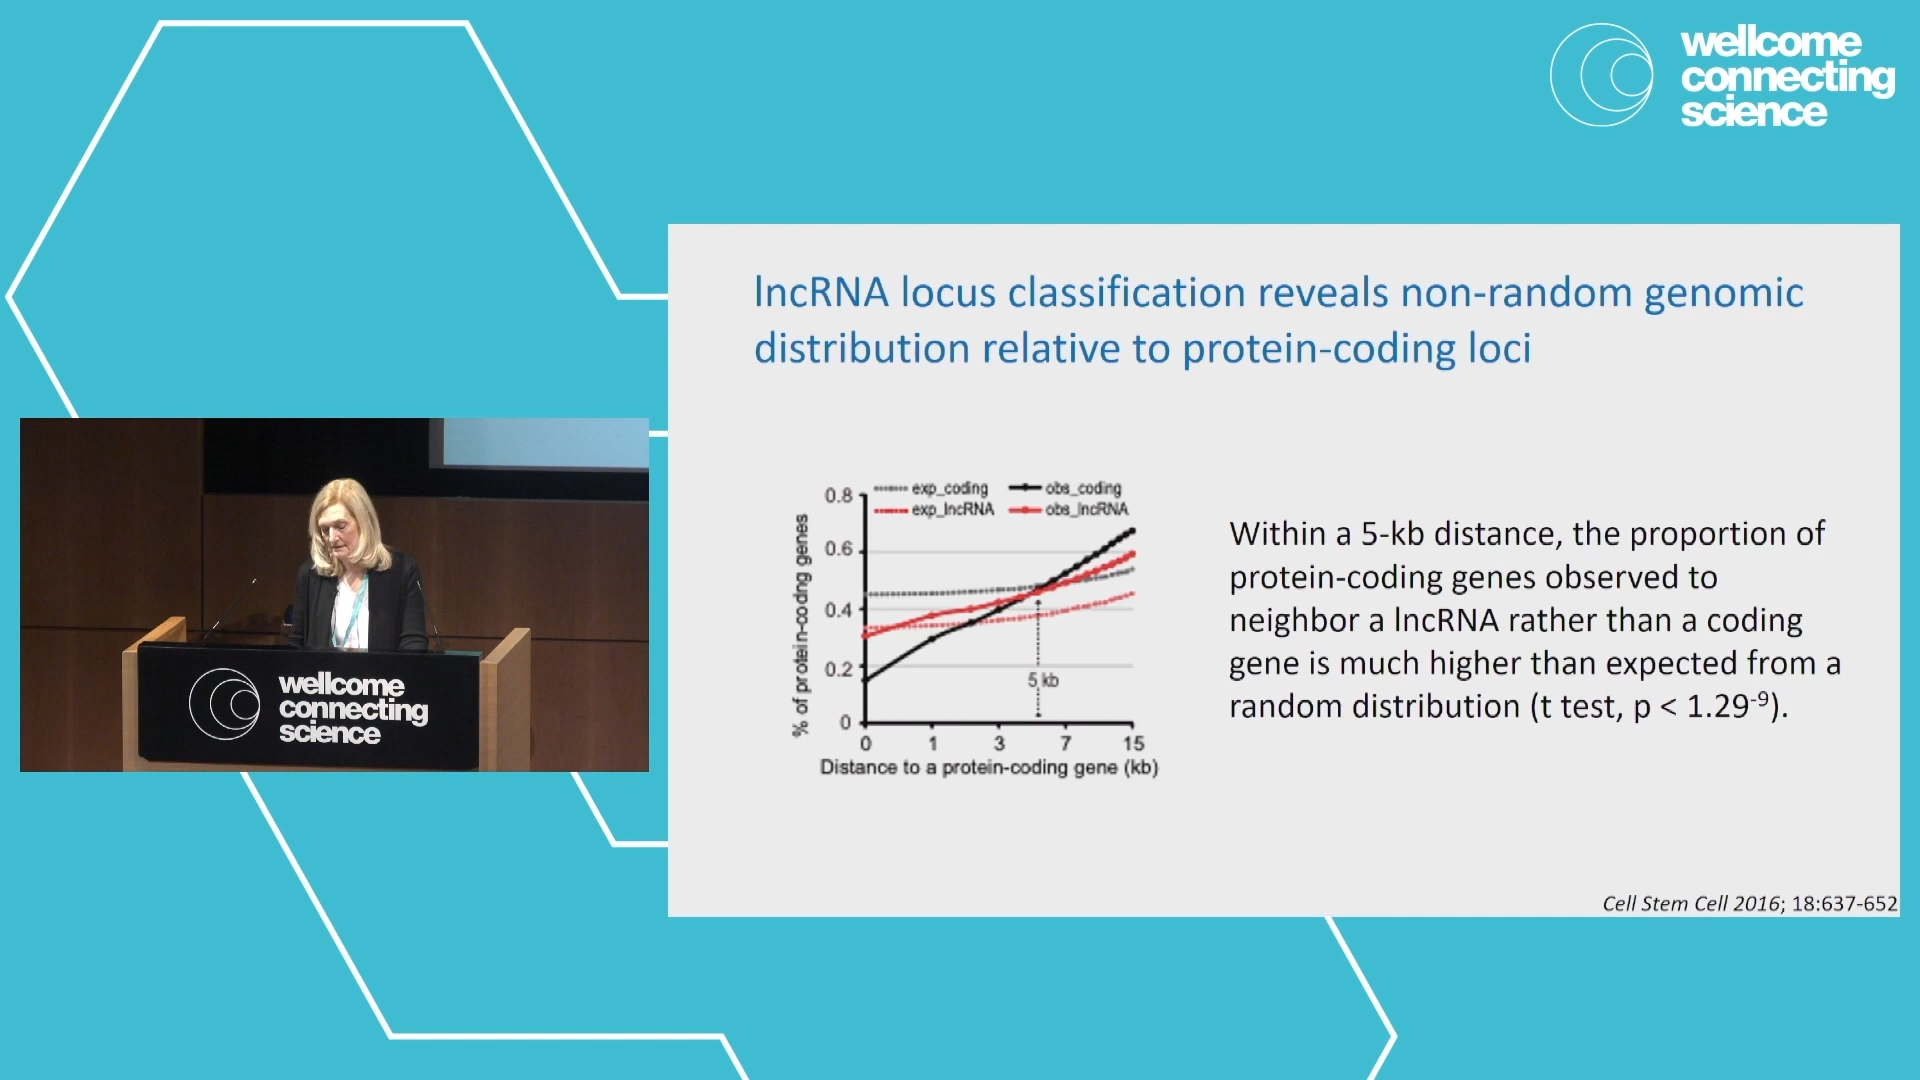 wellcome
connecting
science
lncRNA locus classification reveals non-random genomic
distribution relative to protein-coding loci
exp_coding
obs_coding
exp_lncRNA
obs_lncRNA
% of protein-codng genes
0.8
0.6
0.4
0.2
0
5 kb
0 1 3 7 15
Distance to a protein-coding gene (kb)
Within a 5-kb distance, the proportion of
protein-coding genes observed to
neighbor a lncRNA rather than a coding
gene is much higher than expected from a
random distribution (t test, p < 1.29⁻⁹).
Cell Stem Cell 2016; 18:637-652
wellcome
connecting
science